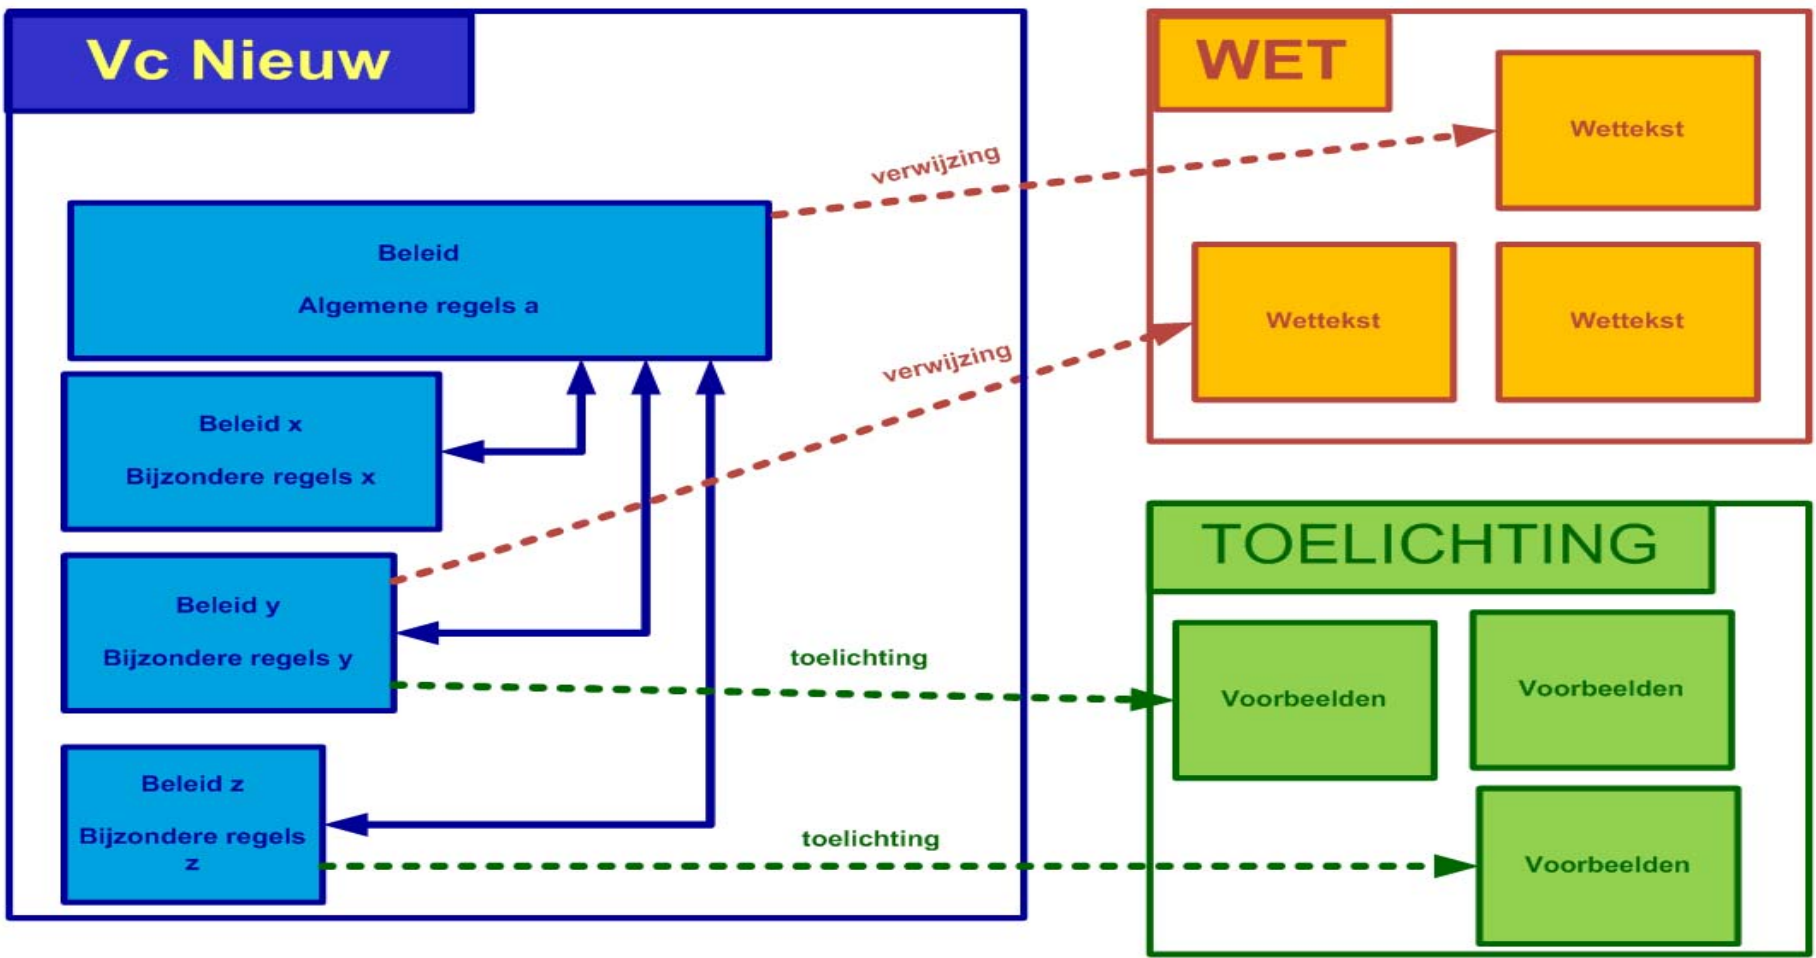 Vc Nieuw
Beleid
Algemene regels a
Beleid x
Bijzondere regels x
Beleid y
Bijzondere regels y
Beleid z
Bijzondere regels
z
verwijzing
verwijzing
toelichting
toelichting
WET
Wettekst
Wettekst
Wettekst
TOELICHTING
Voorbeelden
Voorbeelden
Voorbeelden